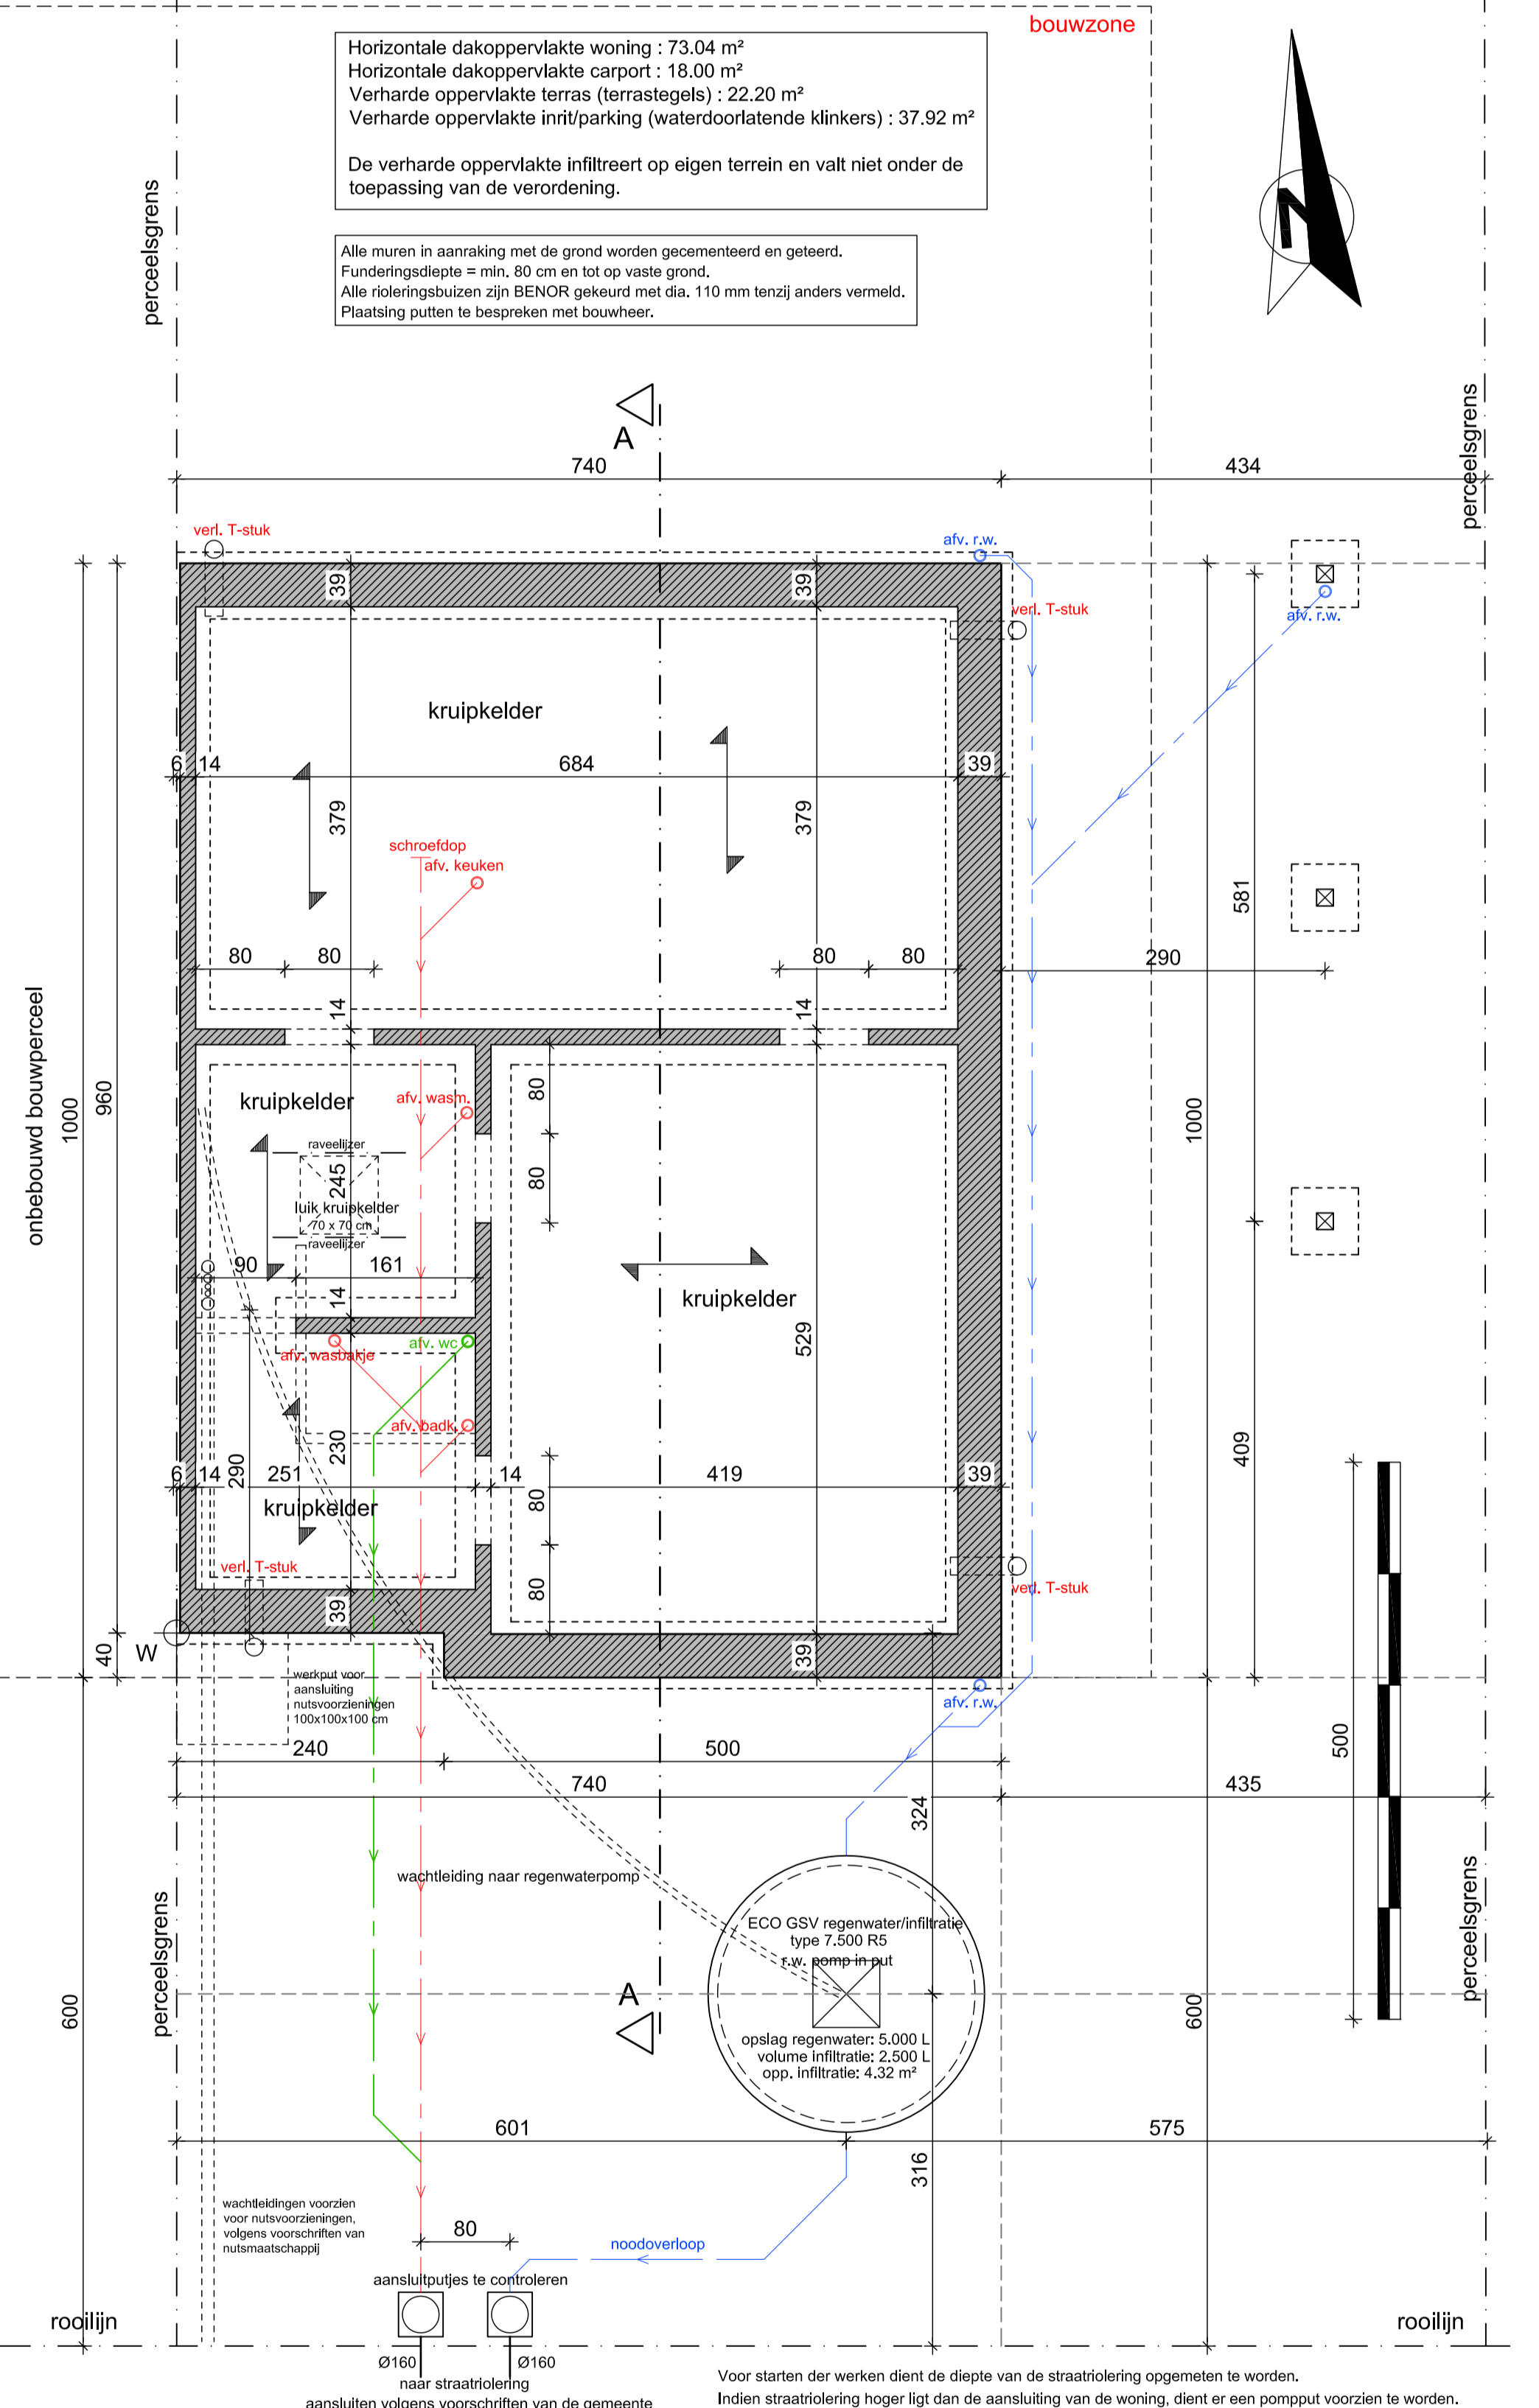 bouwzone
Horizontale dakoppervlakte woning : 73.04 m²
Horizontale dakoppervlakte carport : 18.00 m²
Verharde oppervlakte terras (terrastegels) : 22.20 m²
Verharde oppervlakte inrit/parking (waterdoorlatende klinkers) : 37.92 m²
De verharde oppervlakte infiltreert op eigen terrein en valt niet onder de
toepassing van de verordening.
perceelsgrens
N
Alle muren in aanraking met de grond worden gecementeerd en geteerd.
Funderingsdiepte = min. 80 cm en tot op vaste grond.
Alle rioleringsbuizen zijn BENOR gekeurd met dia. 110 mm tenzij anders vermeld.
Plaatsing putten te bespreken met bouwheer.
perceelsgrens
A
740
434
verl. T-stuk
afv. r.w.
39
39
verl. T-stuk
afv. r.w.
kruipkelder
6
14
684
39
379
379
schroefdop
afv. keuken
581
80
80
80
80
290
14
14
onbebouwd bouwperceel
1000
960
kruipkelder
afv. wasm.
80
1000
raveelijzer
245
80
luik kruipkelder
70 x 70 cm
raveelijzer
90
161
14
kruipkelder
529
afv. wc
afv. wasbakje
afv. badk.
290
230
409
6
14
251
14
419
39
80
kruipkelder
verl. T-stuk
80
verl. T-stuk
39
39
W
40
werkput voor
aansluiting
nutsvoorzieningen
100x100x100 cm
afv. r.w.
240
500
500
740
435
324
wachtleiding naar regenwaterpomp
perceelsgrens
perceelsgrens
ECO GSV regenwater/infiltratie
type 7.500 R5
r.w. pomp in put
A
600
600
opslag regenwater: 5.000 L
volume infiltratie: 2.500 L
opp. infiltratie: 4.32 m²
601
575
316
wachtleidingen voorzien
voor nutsvoorzieningen,
volgens voorschriften van
nutsmaatschappij
80
noodoverloop
aansluitputjes te controleren
rooilijn
rooilijn
Ø160
Ø160
naar straatriolering
aansluiten volgens voorschriften van de gemeente
Voor starten der werken dient de diepte van de straatriolering opgemeten te worden.
Indien straatriolering hoger ligt dan de aansluiting van de woning, dient er een pompput voorzien te worden.